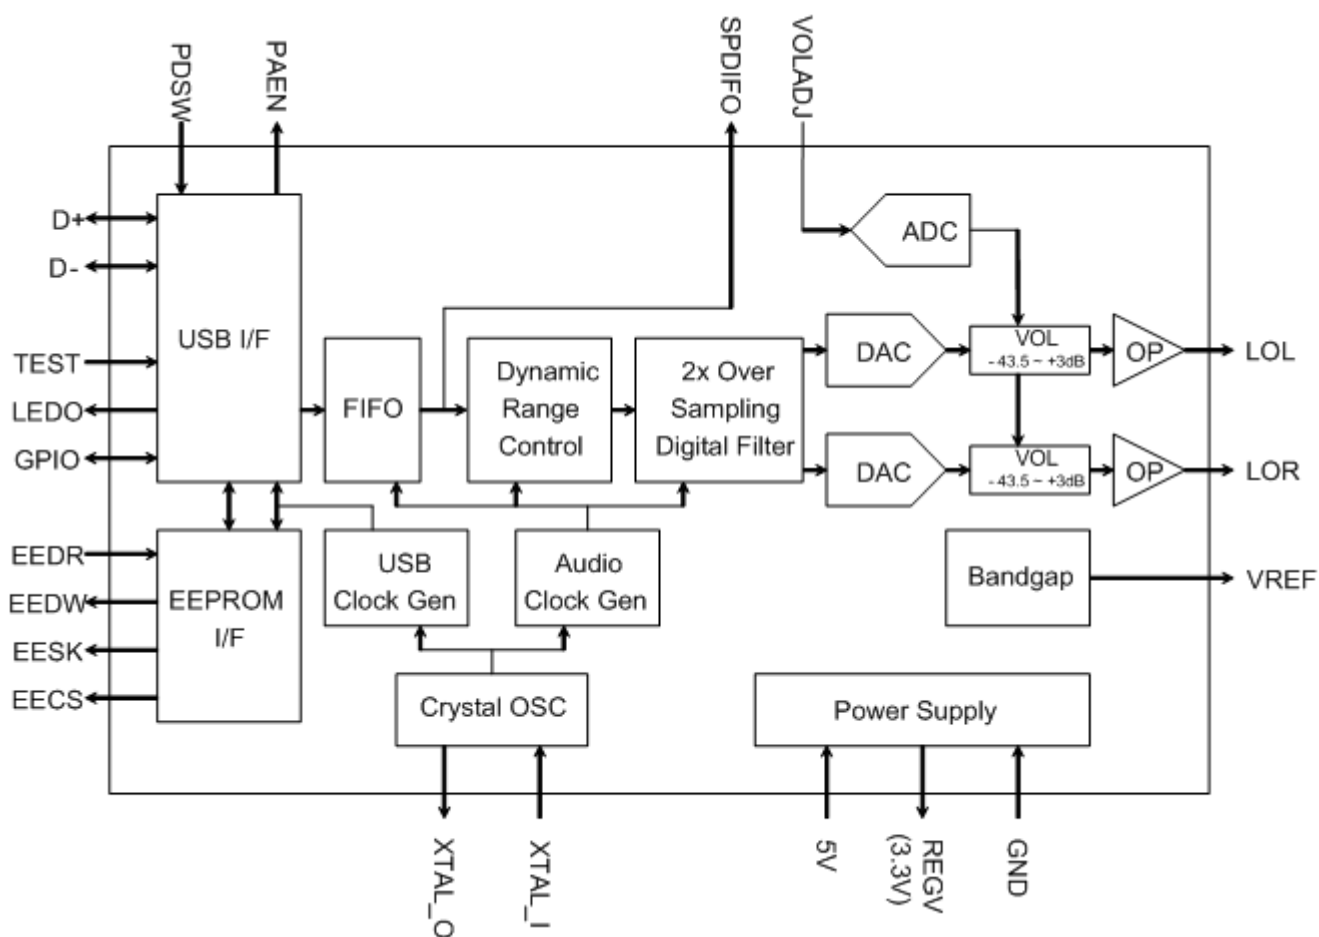 PDSW
PAEN
SPDIFO
VOLADJ
D+
D-
TEST
LEDO
GPIO
EEDR
EEDW
EESK
EECS
USB I/F
EEPROM
I/F
FIFO
Dynamic
Range
Control
2x Over
Sampling
Digital Filter
ADC
DAC
VOL
- 43.5 ~ +3dB
OP
LOL
DAC
VOL
- 43.5 ~ +3dB
OP
LOR
USB
Clock Gen
Audio
Clock Gen
Bandgap
VREF
Crystal OSC
Power Supply
XTAL_O
XTAL_I
5V
REGV
(3.3V)
GND